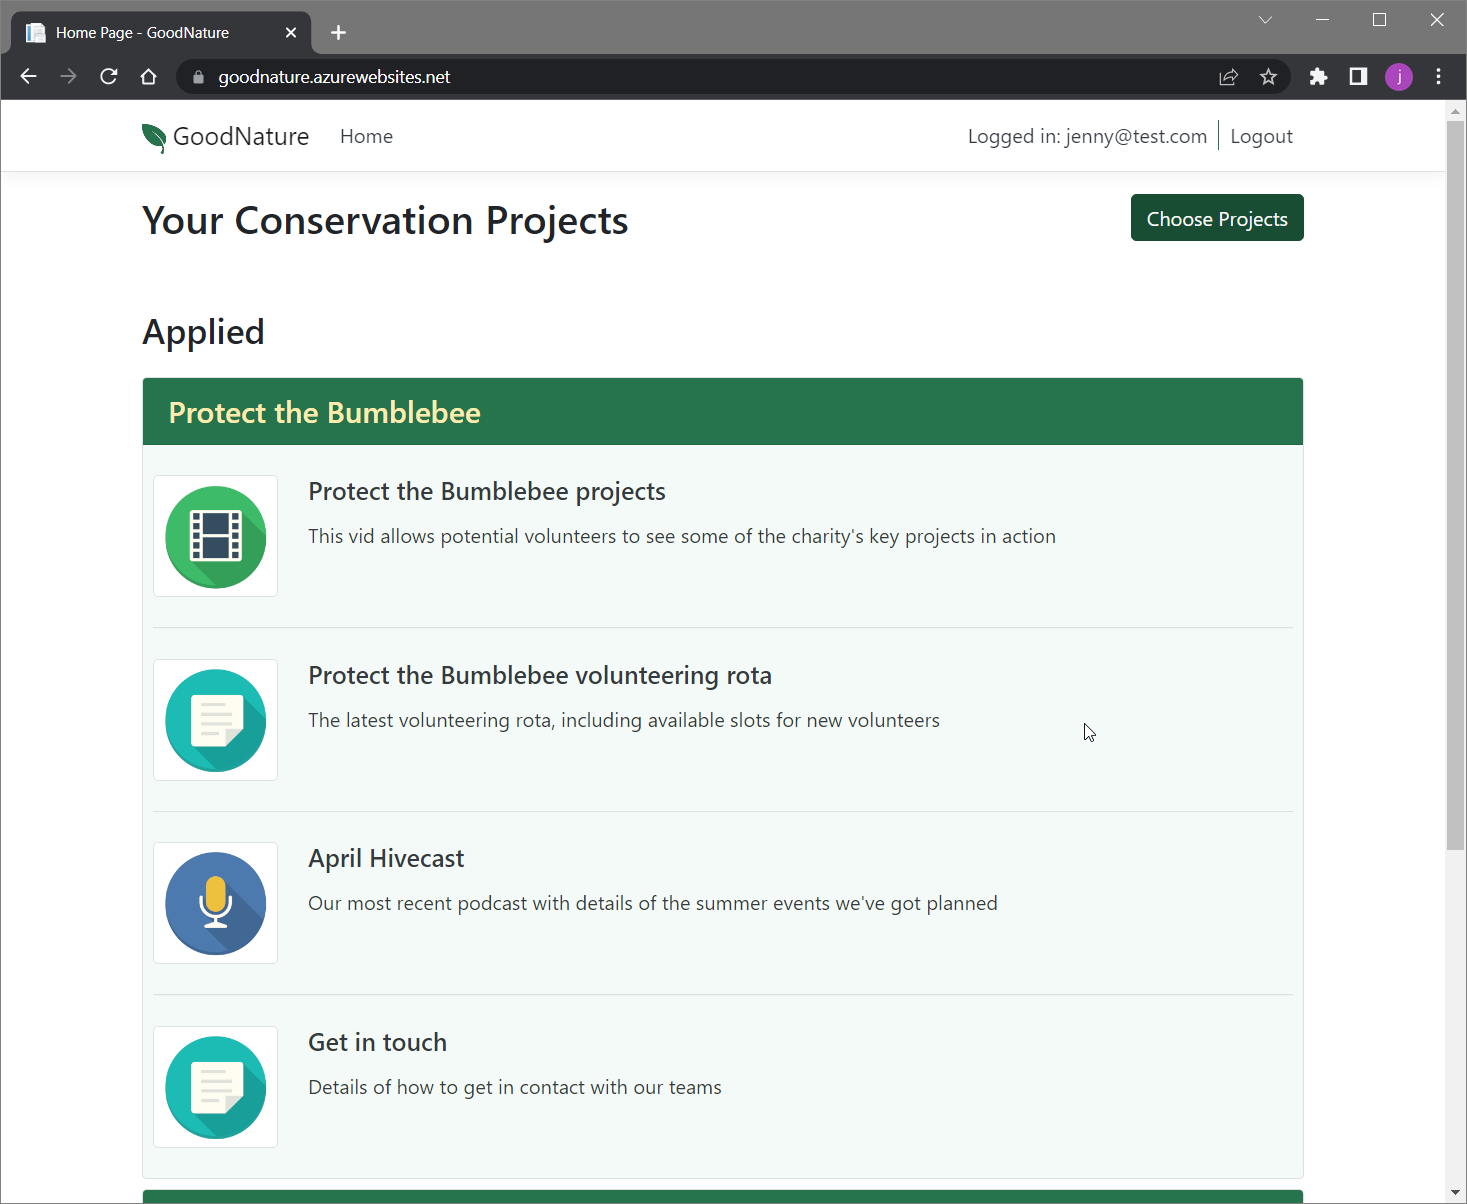 Home Page - GoodNature
goodnature.azurewebsites.net
j
GoodNature
Home
Logged in: jenny@test.com
Logout
Your Conservation Projects
Choose Projects
Applied
Protect the Bumblebee
Protect the Bumblebee projects
This vid allows potential volunteers to see some of the charity's key projects in action
Protect the Bumblebee volunteering rota
The latest volunteering rota, including available slots for new volunteers
April Hivecast
Our most recent podcast with details of the summer events we've got planned
Get in touch
Details of how to get in contact with our teams